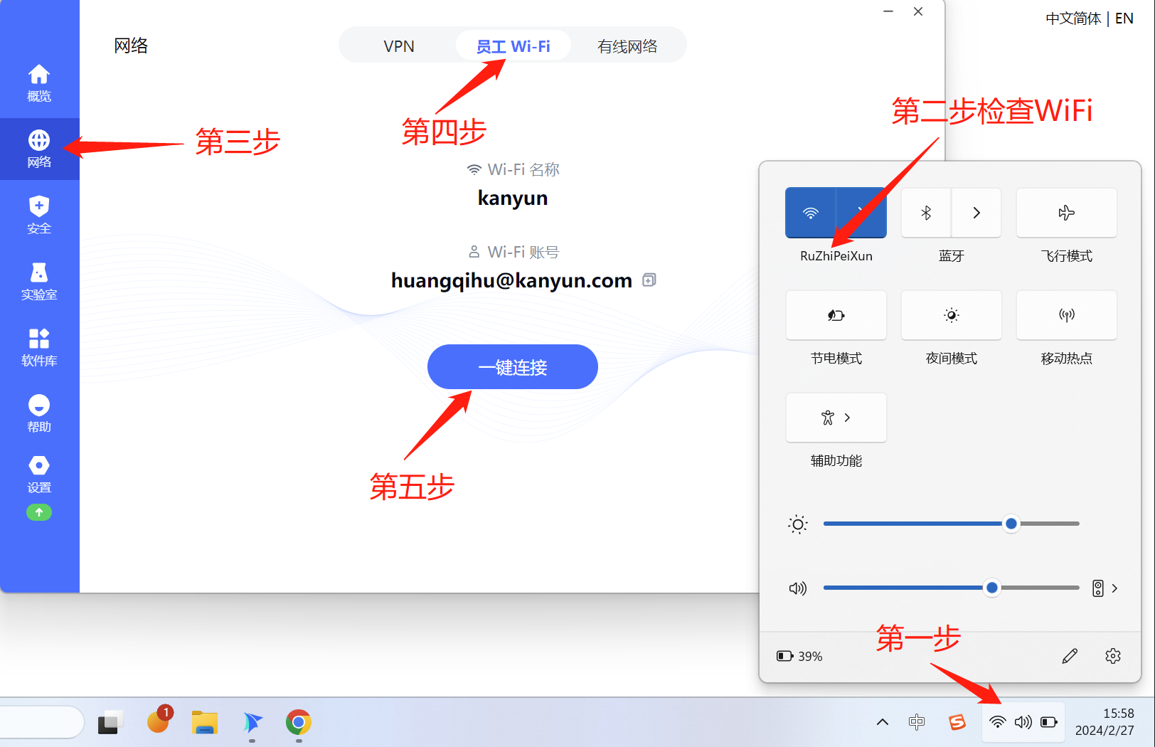 中文简体 | EN
网络
VPN
员工 Wi-Fi
有线网络
概览
网络
安全
实验室
软件库
帮助
设置
第三步
第四步
第二步检查WiFi
Wi-Fi 名称
kanyun
Wi-Fi 账号
huangqihu@kanyun.com
一键连接
第五步
RuZhiPeiXun
蓝牙
飞行模式
节电模式
夜间模式
移动热点
辅助功能
第一步
39%
1
中
S
15:58
2024/2/27